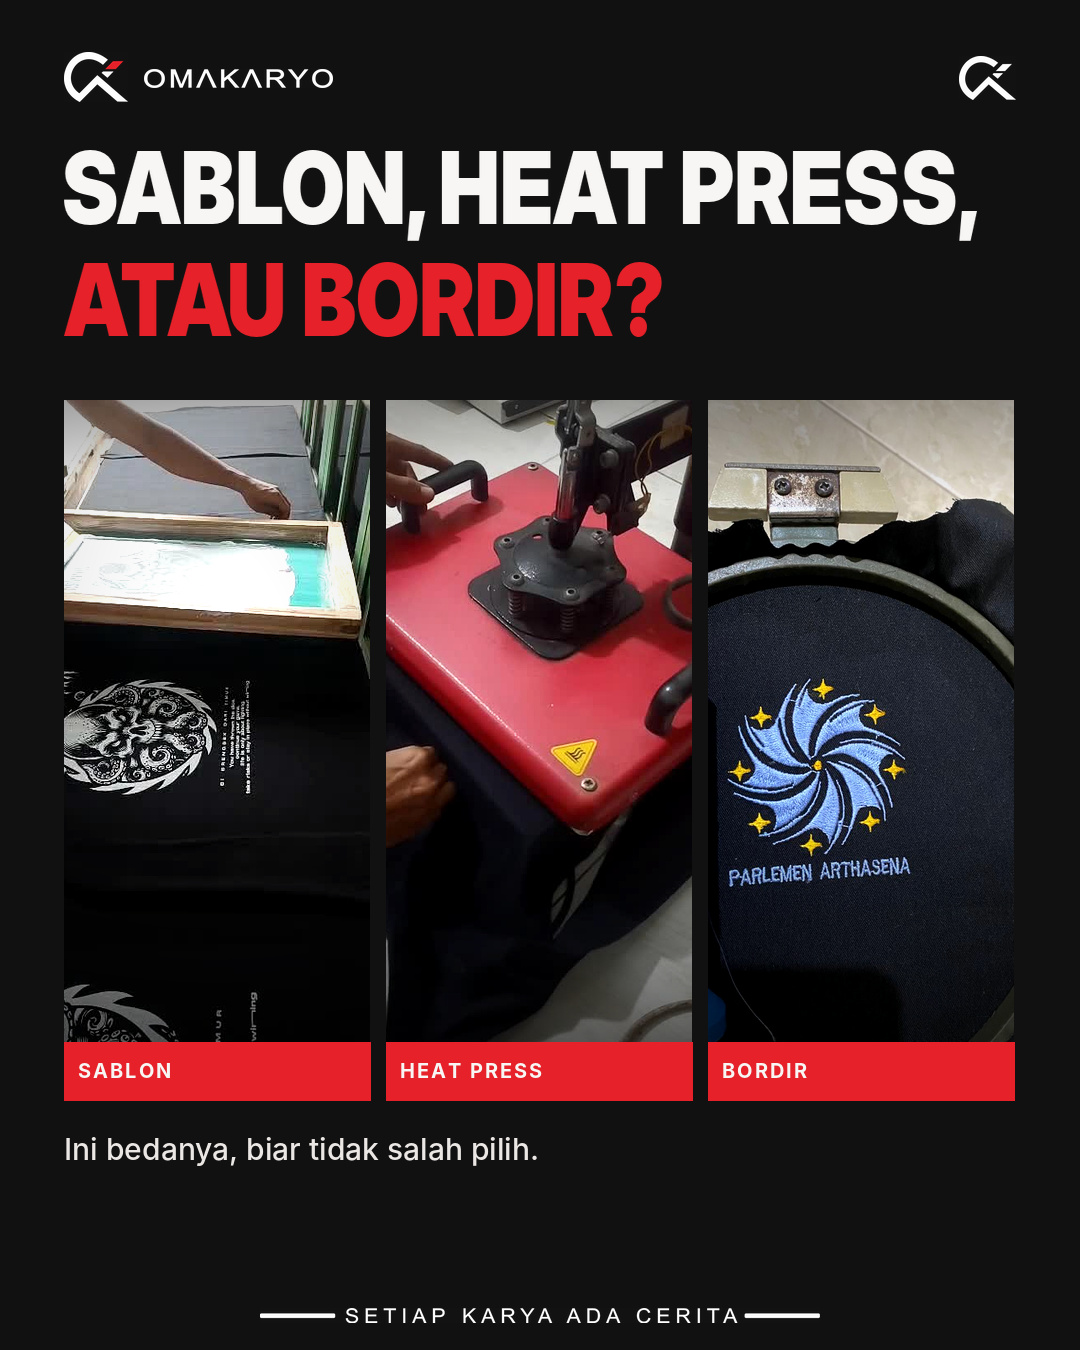 OMAKARYO
SABLON, HEAT PRESS,
ATAU BORDIR?
PARLEMEN ARTHASENA
SABLON
HEAT PRESS
BORDIR
Ini bedanya, biar tidak salah pilih.
SETIAP KARYA ADA CERITA